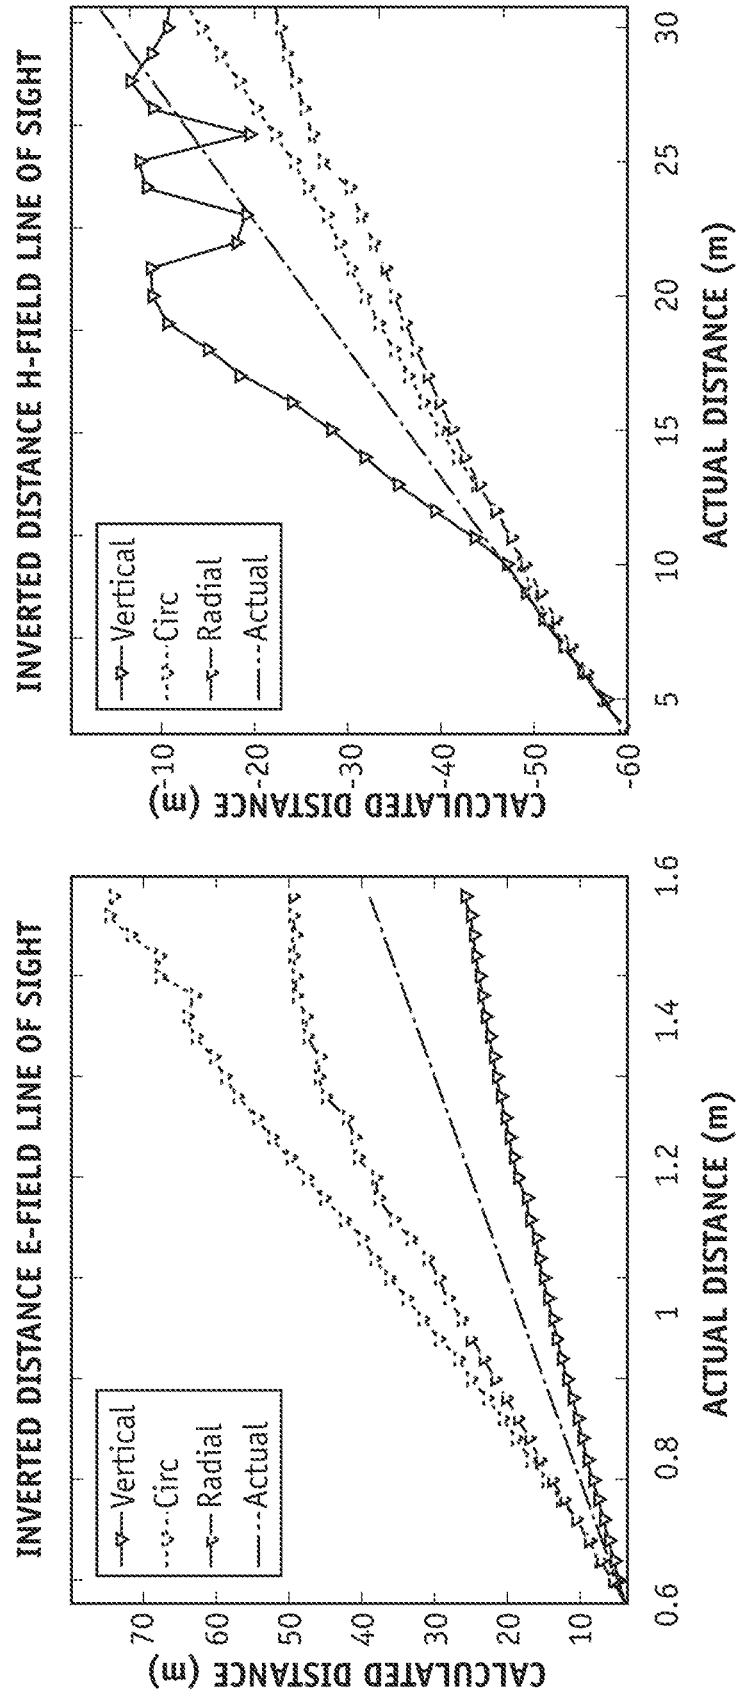 INVERTED DISTANCE E-FIELD LINE OF SIGHT
Vertical
Circ
Radial
Actual
70
60
50
40
30
20
10
CALCULATED DISTANCE (m)
0.6
0.8
1
1.2
1.4
1.6
ACTUAL DISTANCE (m)
INVERTED DISTANCE H-FIELD LINE OF SIGHT
Vertical
Circ
Radial
Actual
-10
-20
-30
-40
-50
-60
CALCULATED DISTANCE (m)
5
10
15
20
25
30
ACTUAL DISTANCE (m)